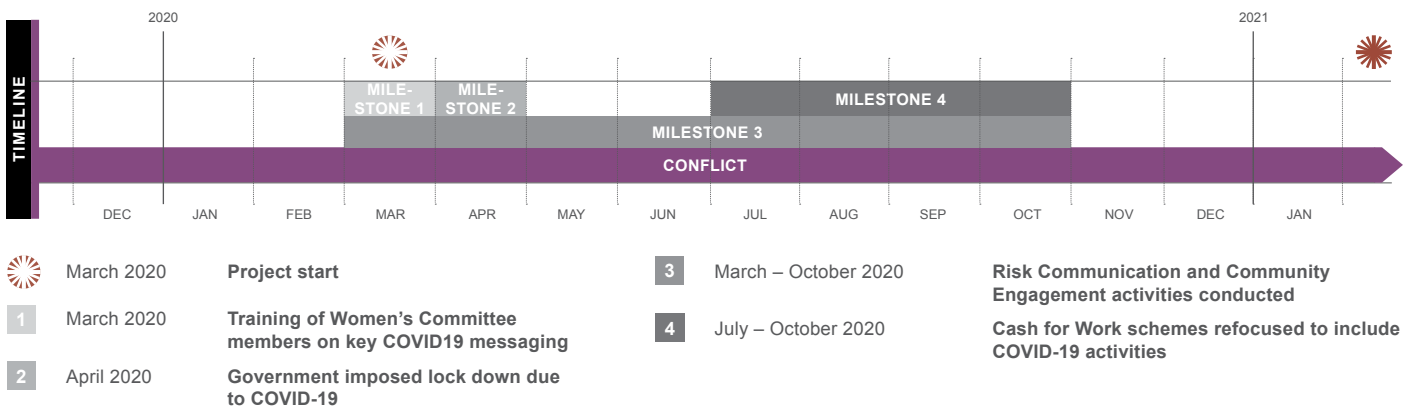 2020
2021
TIMELINE
MILE-
STONE 1
MILE-
STONE 2
MILESTONE 4
MILESTONE 3
CONFLICT
DEC JAN FEB MAR APR MAY JUN JUL AUG SEP OCT NOV DEC JAN
March 2020 Project start
1 March 2020 Training of Women’s Committee
members on key COVID19 messaging
2 April 2020 Government imposed lock down due
to COVID-19
3 March – October 2020 Risk Communication and Community
Engagement activities conducted
4 July – October 2020 Cash for Work schemes refocused to include
COVID-19 activities